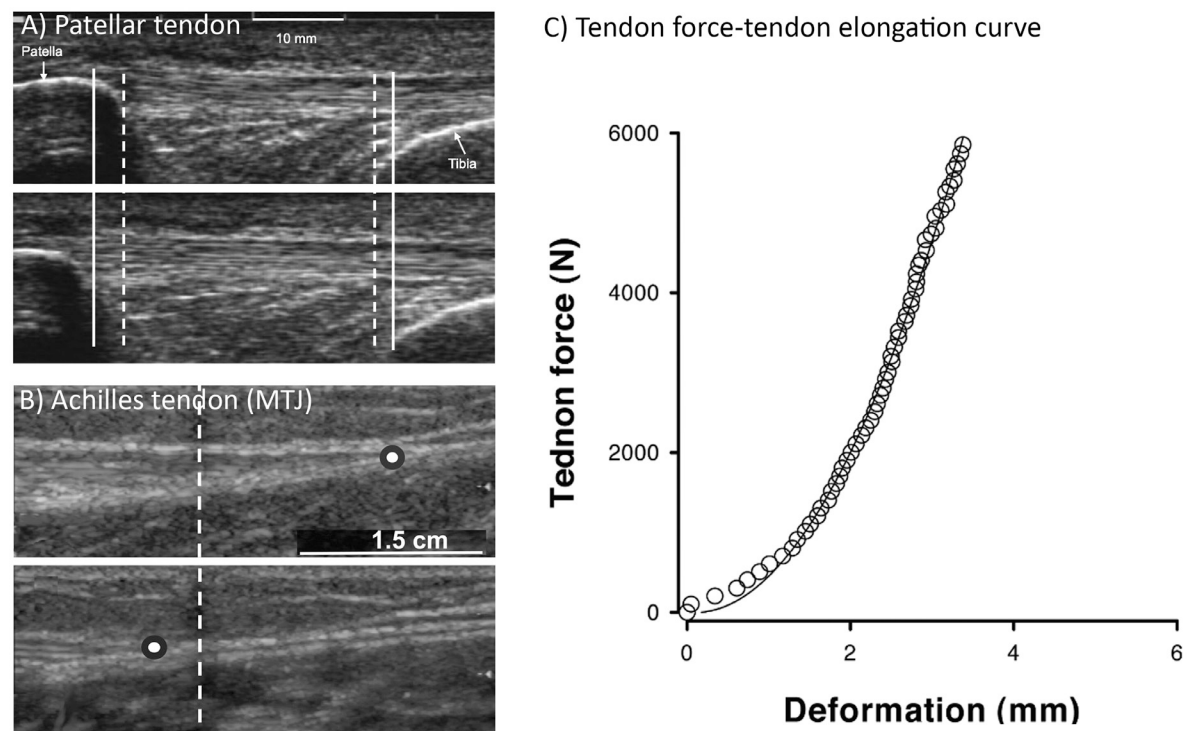 A) Patellar tendon
10 mm
Patella
Tibia
B) Achilles tendon (MTJ)
1.5 cm
C) Tendon force-tendon elongation curve
Tednon force (N)
6000
4000
2000
0
0 2 4 6
Deformation (mm)